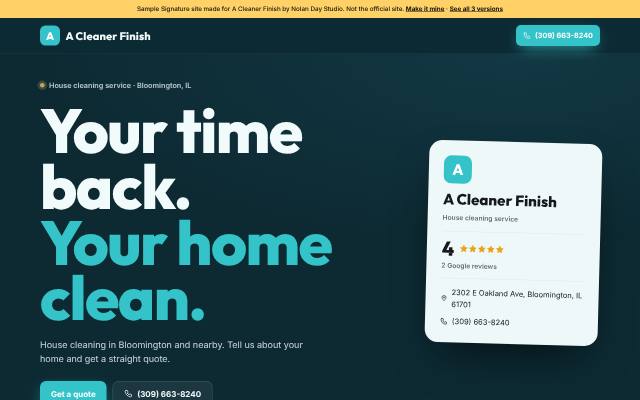 Sample Signature site made for A Cleaner Finish by Nolan Day Studio. Not the official site. Make it mine · See all 3 versions
A A Cleaner Finish
(309) 663-8240
House cleaning service · Bloomington, IL
Your time
back.
Your home
clean.
House cleaning in Bloomington and nearby. Tell us about your
home and get a straight quote.
Get a quote
(309) 663-8240
A
A Cleaner Finish
House cleaning service
4
2 Google reviews
2302 E Oakland Ave, Bloomington, IL
61701
(309) 663-8240